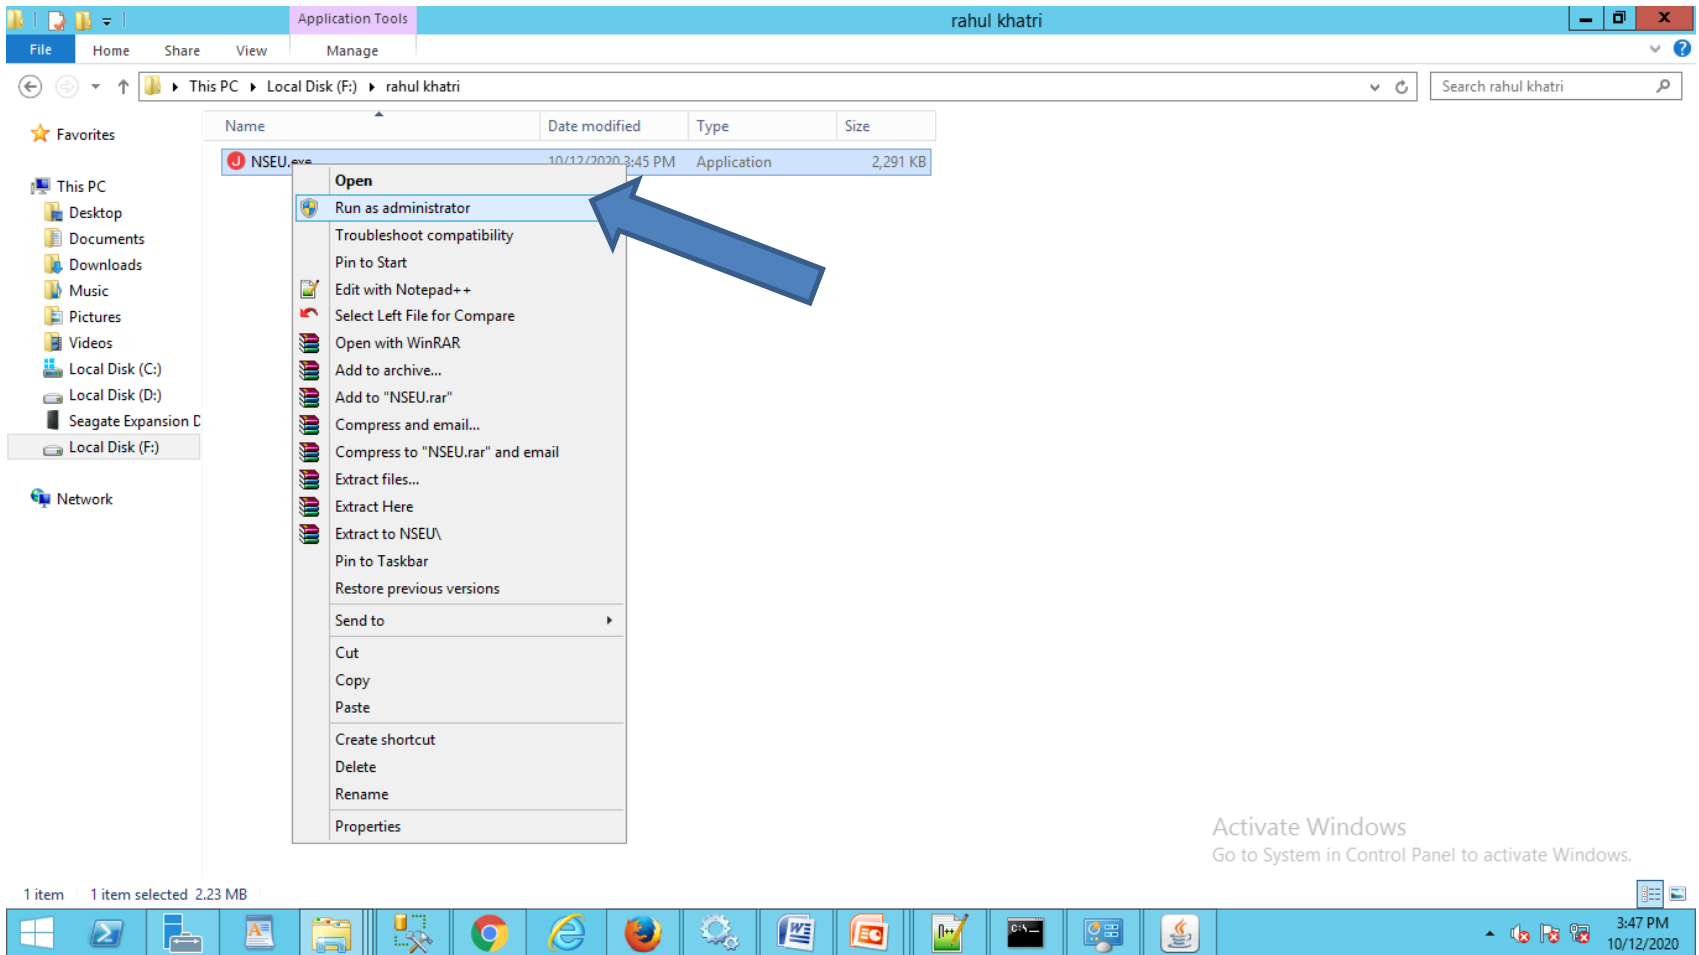 Application Tools
rahul khatri
File Home Share View Manage
This PC Local Disk (F:) rahul khatri
Search rahul khatri
Name Date modified Type Size
NSEU.exe 10/12/2020 3:45 PM Application 2,291 KB
Favorites
This PC
Desktop
Documents
Downloads
Music
Pictures
Videos
Local Disk (C:)
Local Disk (D:)
Seagate Expansion D
Local Disk (F:)
Network
Open
Run as administrator
Troubleshoot compatibility
Pin to Start
Edit with Notepad++
Select Left File for Compare
Open with WinRAR
Add to archive...
Add to "NSEU.rar"
Compress and email...
Compress to "NSEU.rar" and email
Extract files...
Extract Here
Extract to NSEU\
Pin to Taskbar
Restore previous versions
Send to
Cut
Copy
Paste
Create shortcut
Delete
Rename
Properties
Activate Windows
Go to System in Control Panel to activate Windows.
1 item 1 item selected 2.23 MB
3:47 PM
10/12/2020